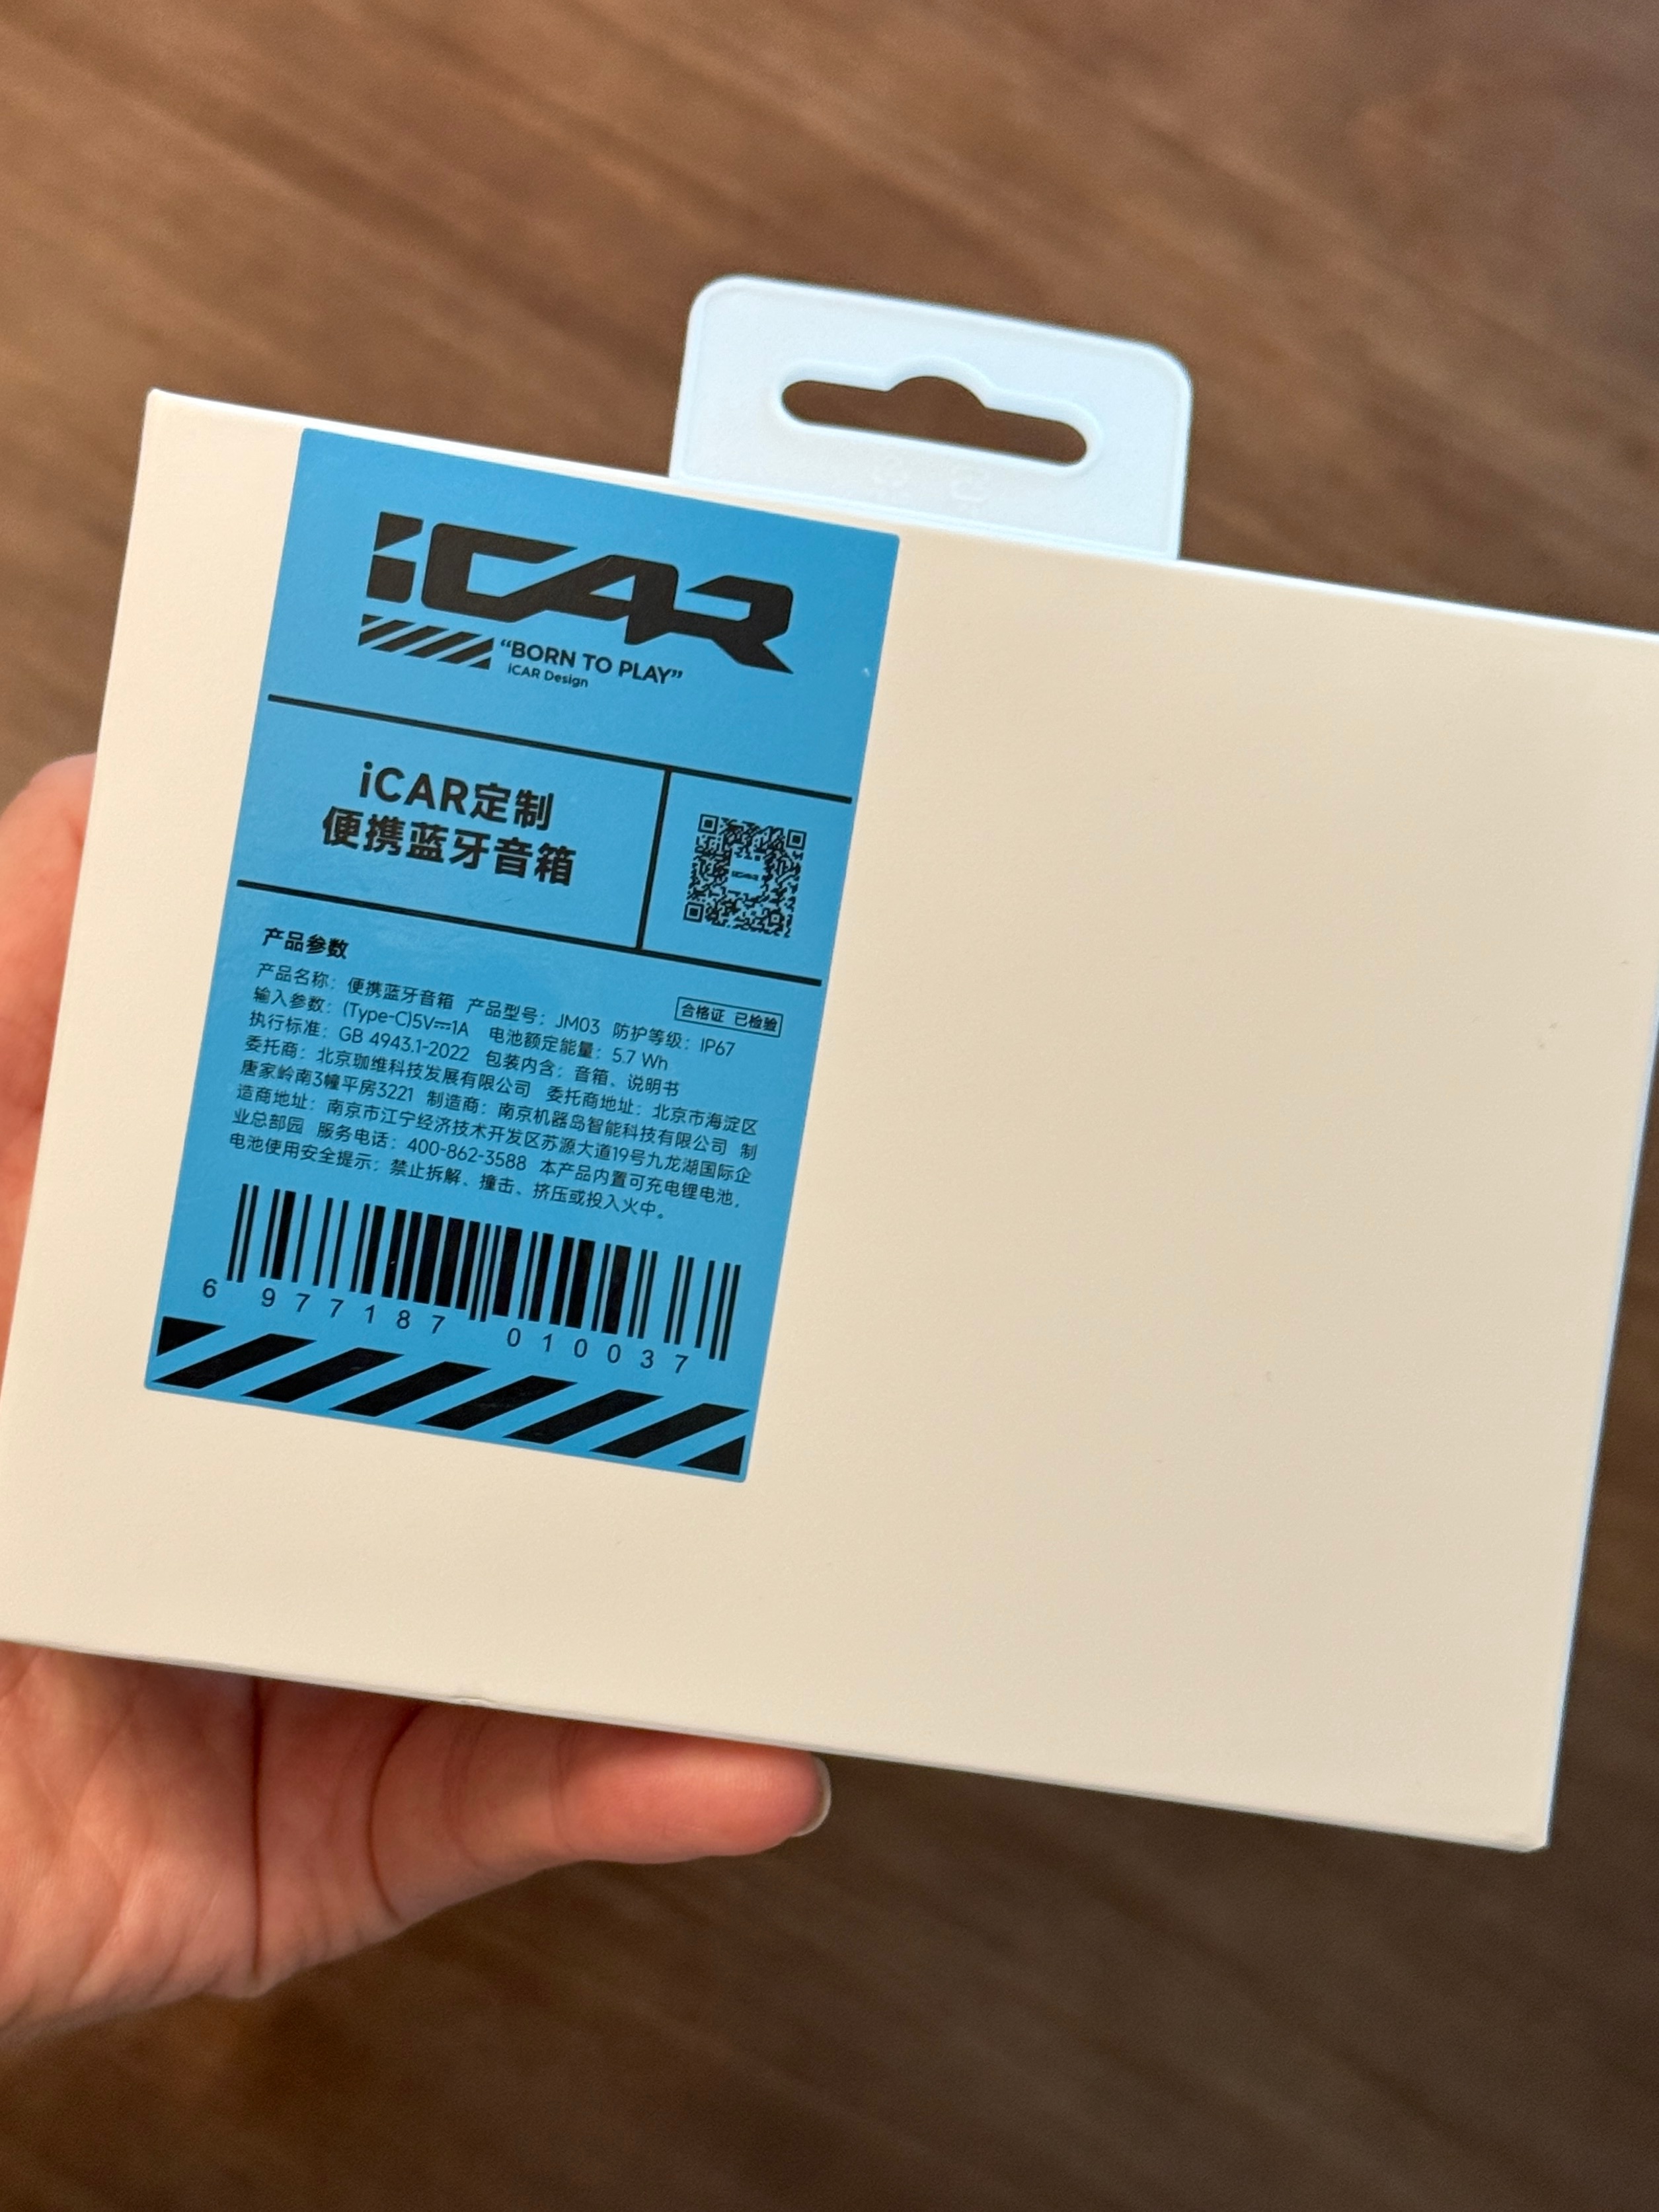 iCAR
“BORN TO PLAY”
iCAR Design
iCAR定制
便携蓝牙音箱
产品参数
合格证 已检验
产品名称：便携蓝牙音箱 产品型号：JM03 防护等级：IP67
输入参数：(Type-C)5V⎓1A 电池额定能量：5.7 Wh
执行标准：GB 4943.1-2022 包装内含：音箱、说明书
委托商：北京珈维科技发展有限公司 委托商地址：北京市海淀区
唐家岭南3幢平房3221 制造商：南京机器岛智能科技有限公司 制
造商地址：南京市江宁经济技术开发区苏源大道19号九龙湖国际企
业总部园 服务电话：400-862-3588 本产品内置可充电锂电池，
电池使用安全提示：禁止拆解、撞击、挤压或投入火中。
6 977187 010037